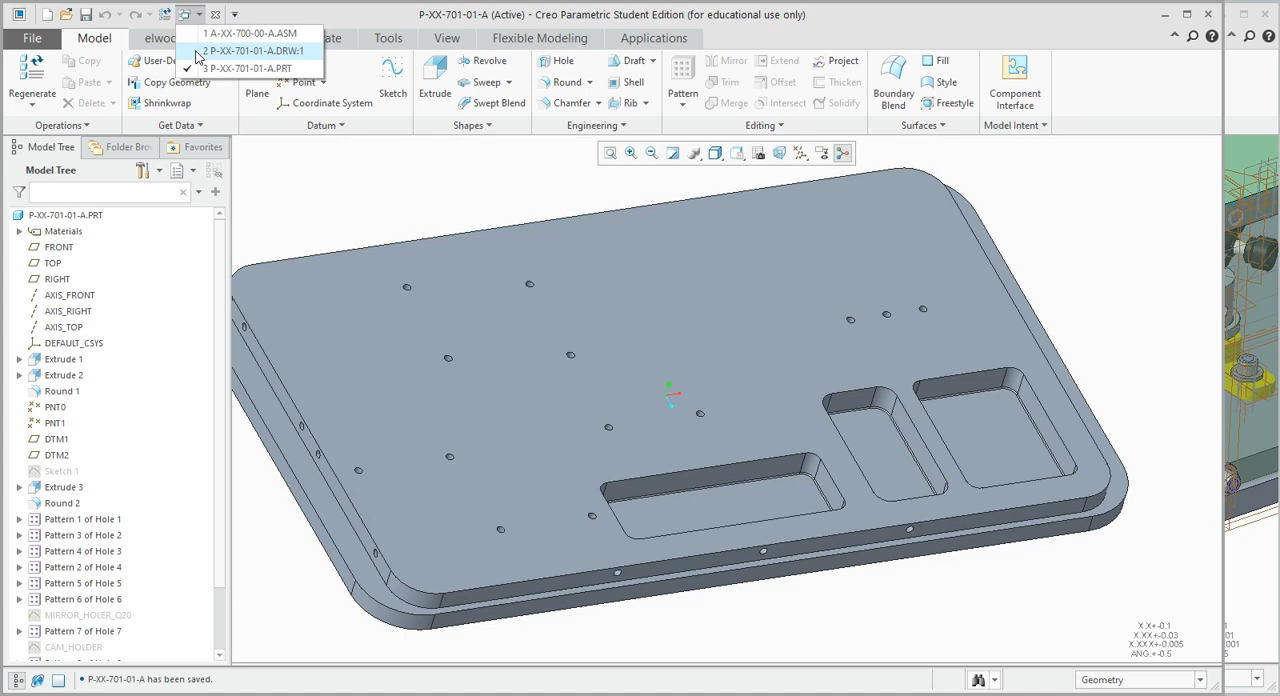 P-XX-701-01-A (Active) - Creo Parametric Student Edition (for educational use only)
1 A-XX-700-00-A.ASM
2 P-XX-701-01-A.DRW:1
3 P-XX-701-01-A.PRT
File
Model
Tools
View
Flexible Modeling
Applications
Regenerate
Copy
Paste
Delete
Operations
Copy Geometry
Shrinkwrap
Get Data
Plane
Point
Coordinate System
Sketch
Datum
Extrude
Revolve
Sweep
Swept Blend
Shapes
Hole
Round
Chamfer
Draft
Shell
Rib
Engineering
Pattern
Mirror
Trim
Merge
Extend
Offset
Intersect
Project
Thicken
Solidify
Editing
Boundary
Blend
Fill
Style
Freestyle
Surfaces
Component
Interface
Model Intent
Model Tree
Folder Bro
Favorites
Model Tree
P-XX-701-01-A.PRT
Materials
FRONT
TOP
RIGHT
AXIS_FRONT
AXIS_RIGHT
AXIS_TOP
DEFAULT_CSYS
Extrude 1
Extrude 2
Round 1
PNT0
PNT1
DTM1
DTM2
Sketch 1
Extrude 3
Round 2
Pattern 1 of Hole 1
Pattern 3 of Hole 2
Pattern 4 of Hole 3
Pattern 2 of Hole 4
Pattern 5 of Hole 5
Pattern 6 of Hole 6
MIRROR_HOLER_Q20
Pattern 7 of Hole 7
CAM_HOLDER
X.X+-0.1
X.XX+-0.03
X.XXX+-0.005
ANG.+-0.5
• P-XX-701-01-A has been saved.
Geometry